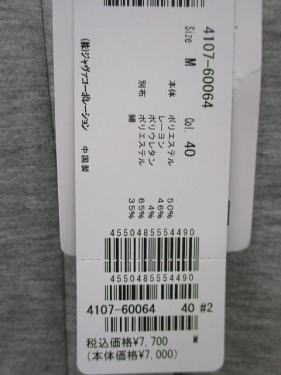 4107-60064
Size M Col. 40
本体 ポリエステル 50%
レーヨン 46%
ポリウレタン 4%
別布 ポリエステル 65%
綿 35%
(株)ジャヴァコーポレーション 中国製
4550485554490
4550485554490
4107-60064 40 #2
税込価格¥7,700 M
(本体価格¥7,000)